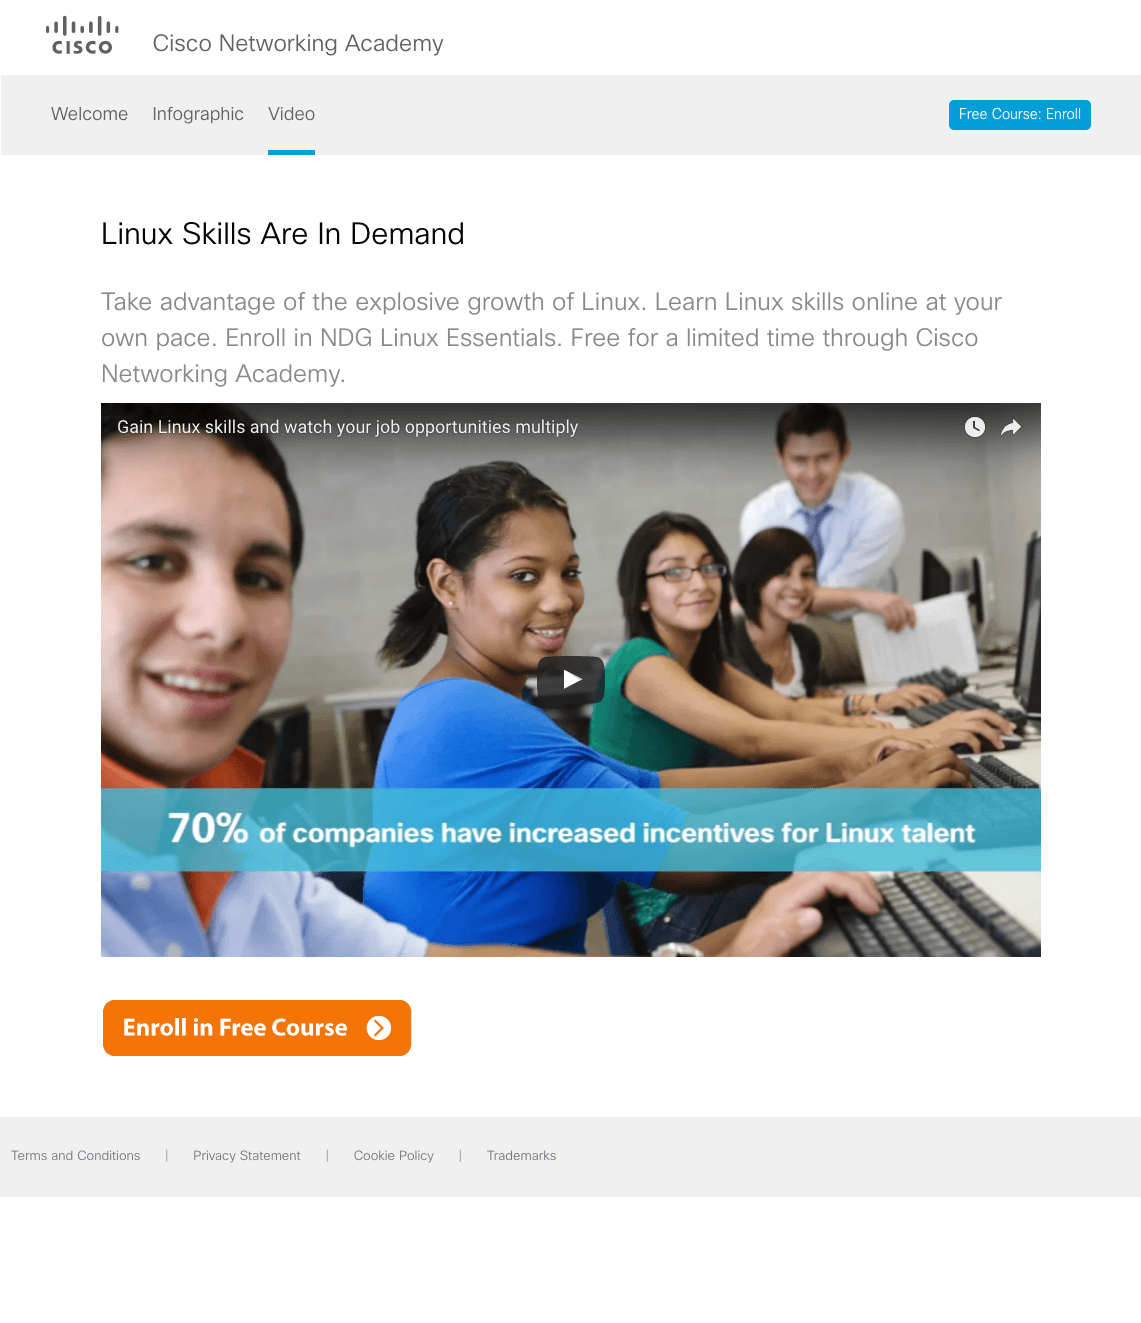 cisco
Cisco Networking Academy
Welcome
Infographic
Video
Free Course: Enroll
Linux Skills Are In Demand
Take advantage of the explosive growth of Linux. Learn Linux skills online at your
own pace. Enroll in NDG Linux Essentials. Free for a limited time through Cisco
Networking Academy.
Gain Linux skills and watch your job opportunities multiply
70% of companies have increased incentives for Linux talent
Enroll in Free Course
Terms and Conditions | Privacy Statement | Cookie Policy | Trademarks